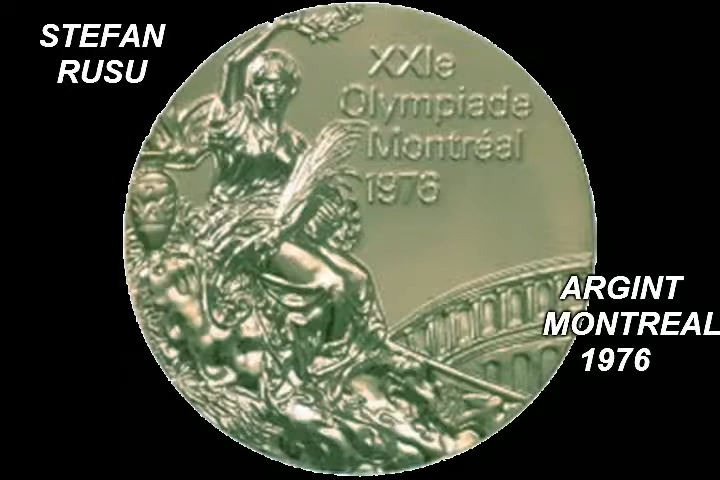 STEFAN
RUSU
XXIe
Olympiade
Montréal
1976
ARGINT
MONTREAL
1976